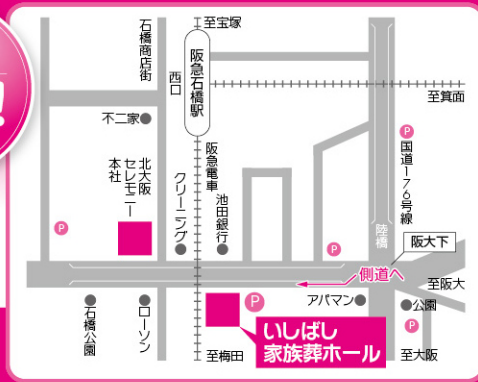 !
至宝塚
石橋商店街
西口
阪急石橋駅
至箕面
不二家
P
国道176号線
北大阪
セレモニー
本社
クリーニング
阪急電車
池田銀行
P
P
陸橋
阪大下
側道へ
至阪大
石橋公園
ローソン
P
アパマン
公園
P
いしばし
家族葬ホール
至梅田
至大阪